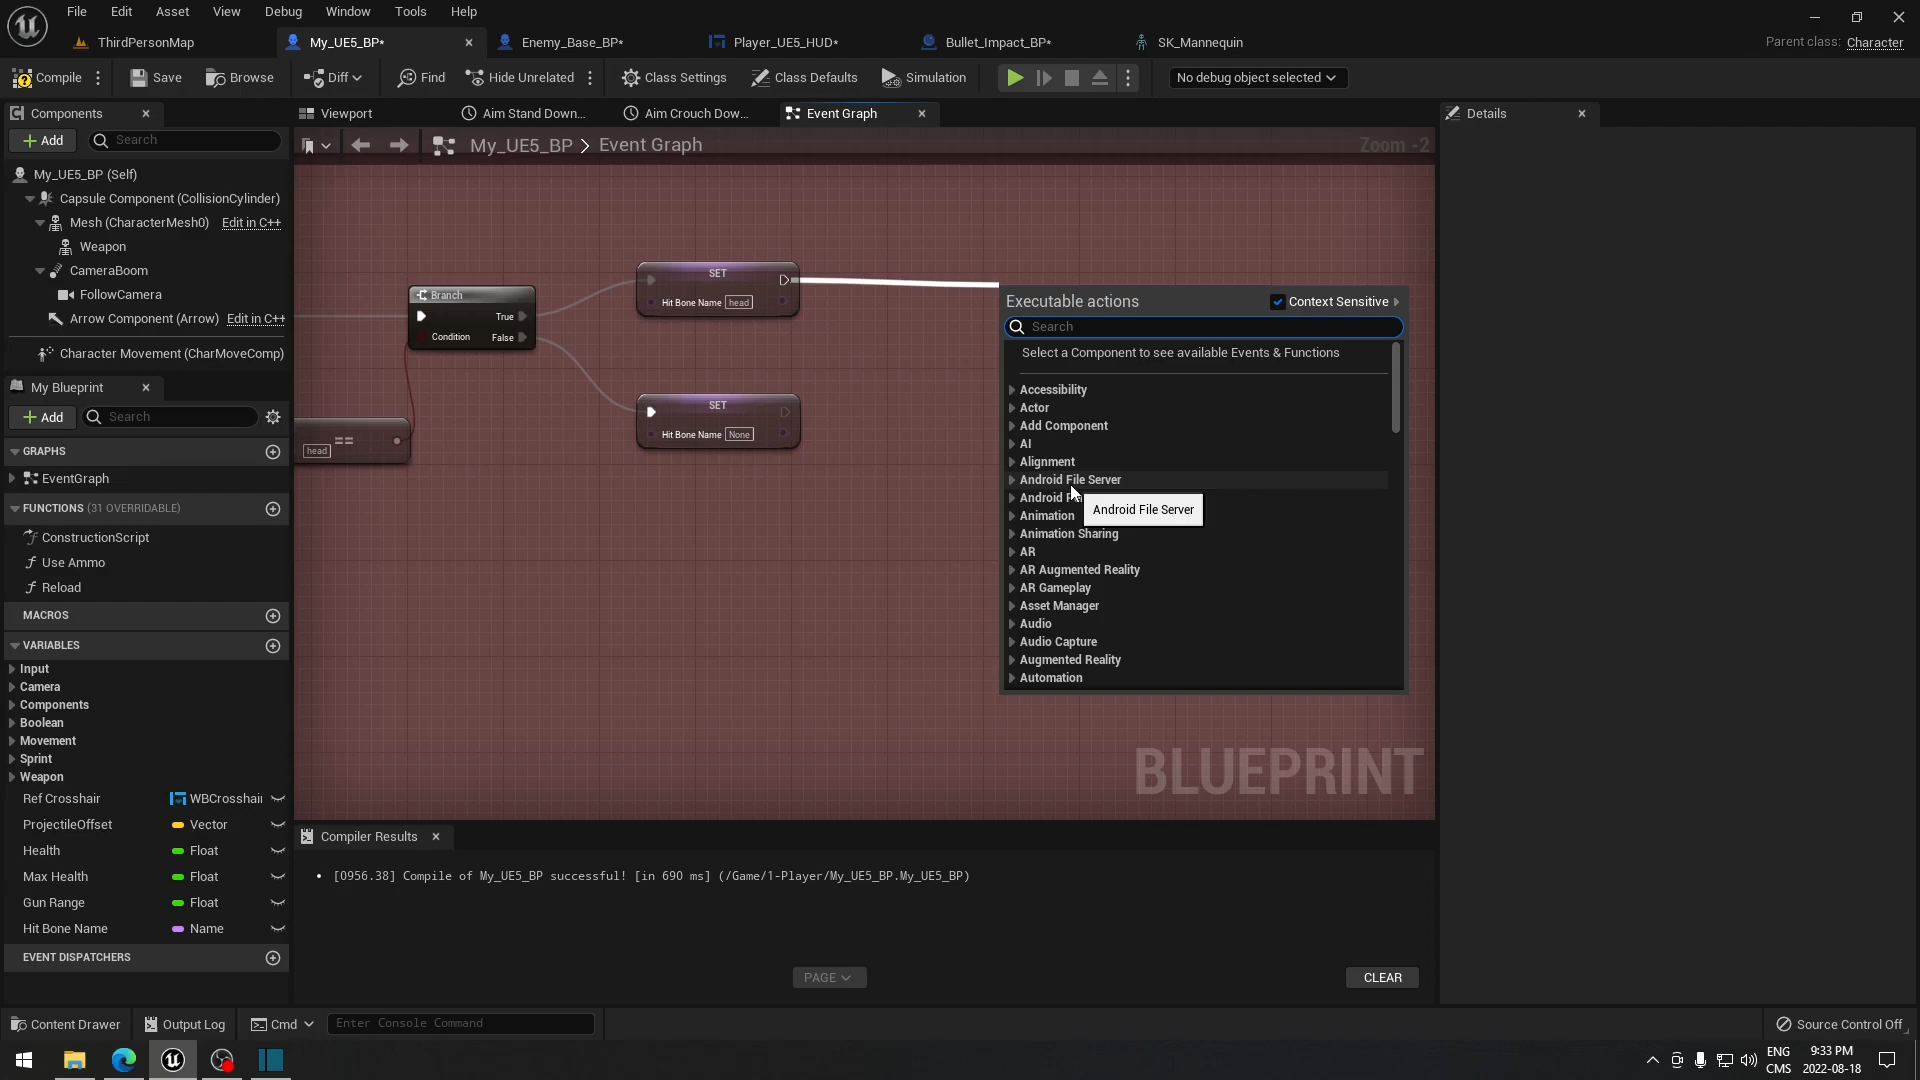 File Edit Asset View Debug Window Tools Help
ThirdPersonMap
My_UE5_BP*
Enemy_Base_BP*
Player_UE5_HUD*
Bullet_Impact_BP*
SK_Mannequin
Parent class: Character
Compile
Save
Browse
Diff
Find
Hide Unrelated
Class Settings
Class Defaults
Simulation
No debug object selected
Components
Viewport
Aim Stand Down...
Aim Crouch Dow...
Event Graph
Details
Add
Search
My_UE5_BP > Event Graph
Zoom -2
My_UE5_BP (Self)
Capsule Component (CollisionCylinder)
Mesh (CharacterMesh0) Edit in C++
Weapon
CameraBoom
FollowCamera
Arrow Component (Arrow) Edit in C++
Character Movement (CharMoveComp)
My Blueprint
Add
Search
GRAPHS
EventGraph
FUNCTIONS (31 OVERRIDABLE)
ConstructionScript
Use Ammo
Reload
MACROS
VARIABLES
Input
Camera
Components
Boolean
Movement
Sprint
Weapon
Ref Crosshair WBCrosshair
ProjectileOffset Vector
Health Float
Max Health Float
Gun Range Float
Hit Bone Name Name
EVENT DISPATCHERS
Branch
True
Condition False
head ==
SET
Hit Bone Name head
SET
Hit Bone Name None
Executable actions
Context Sensitive
Search
Select a Component to see available Events & Functions
Accessibility
Actor
Add Component
AI
Alignment
Android File Server
Android
Android File Server
Animation
Animation Sharing
AR
AR Augmented Reality
AR Gameplay
Asset Manager
Audio
Audio Capture
Augmented Reality
Automation
BLUEPRINT
Compiler Results
[0956.38] Compile of My_UE5_BP successful! [in 690 ms] (/Game/1-Player/My_UE5_BP.My_UE5_BP)
PAGE
CLEAR
Content Drawer
Output Log
Cmd
Enter Console Command
Source Control Off
ENG
CMS
9:33 PM
2022-08-18